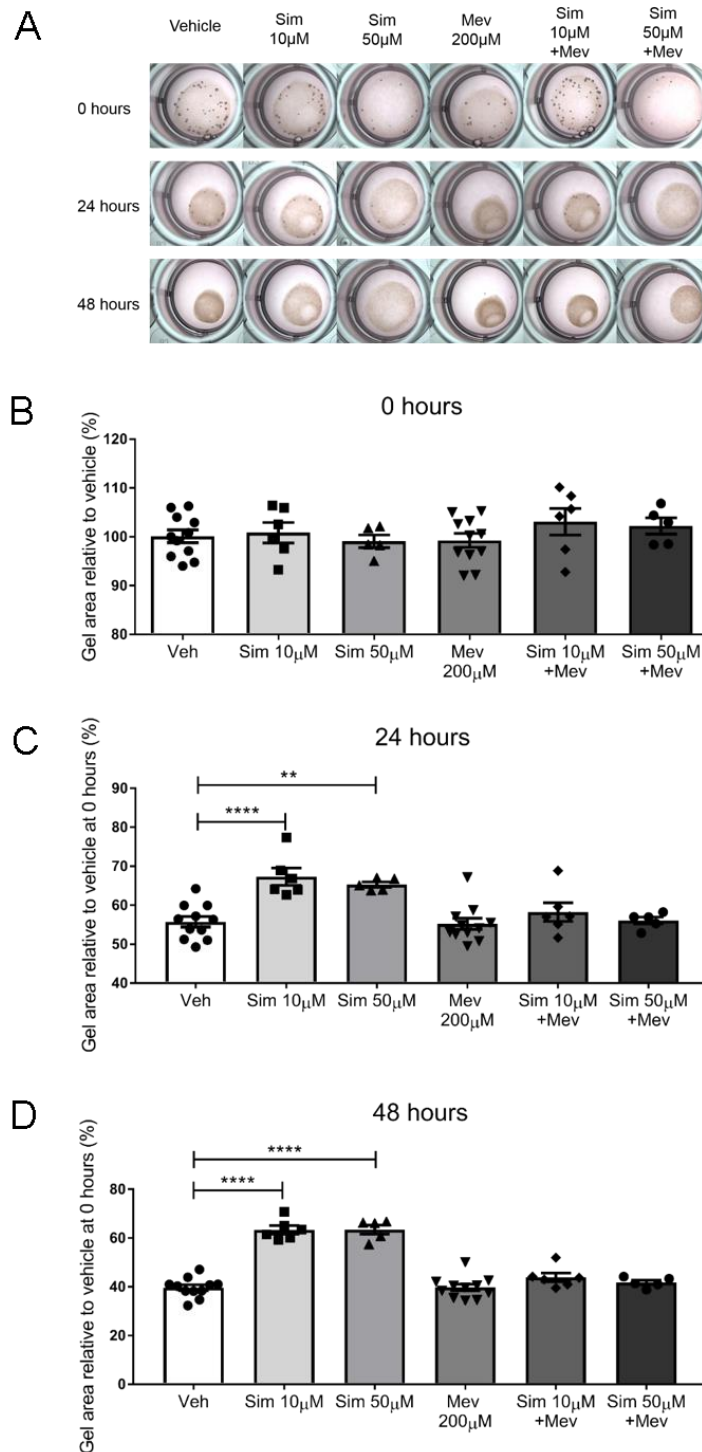 A
Vehicle
Sim
10µM
Sim
50µM
Mev
200µM
Sim
10µM
+Mev
Sim
50µM
+Mev
0 hours
24 hours
48 hours
B
0 hours
Gel area relative to vehicle (%)
120
110
100
90
80
Veh
Sim 10µM
Sim 50µM
Mev
200µM
Sim 10µM
+Mev
Sim 50µM
+Mev
C
24 hours
Gel area relative to vehicle at 0 hours (%)
90
80
70
60
50
40
**
****
Veh
Sim 10µM
Sim 50µM
Mev
200µM
Sim 10µM
+Mev
Sim 50µM
+Mev
D
48 hours
Gel area relative to vehicle at 0 hours (%)
80
60
40
20
0
****
****
Veh
Sim 10µM
Sim 50µM
Mev
200µM
Sim 10µM
+Mev
Sim 50µM
+Mev